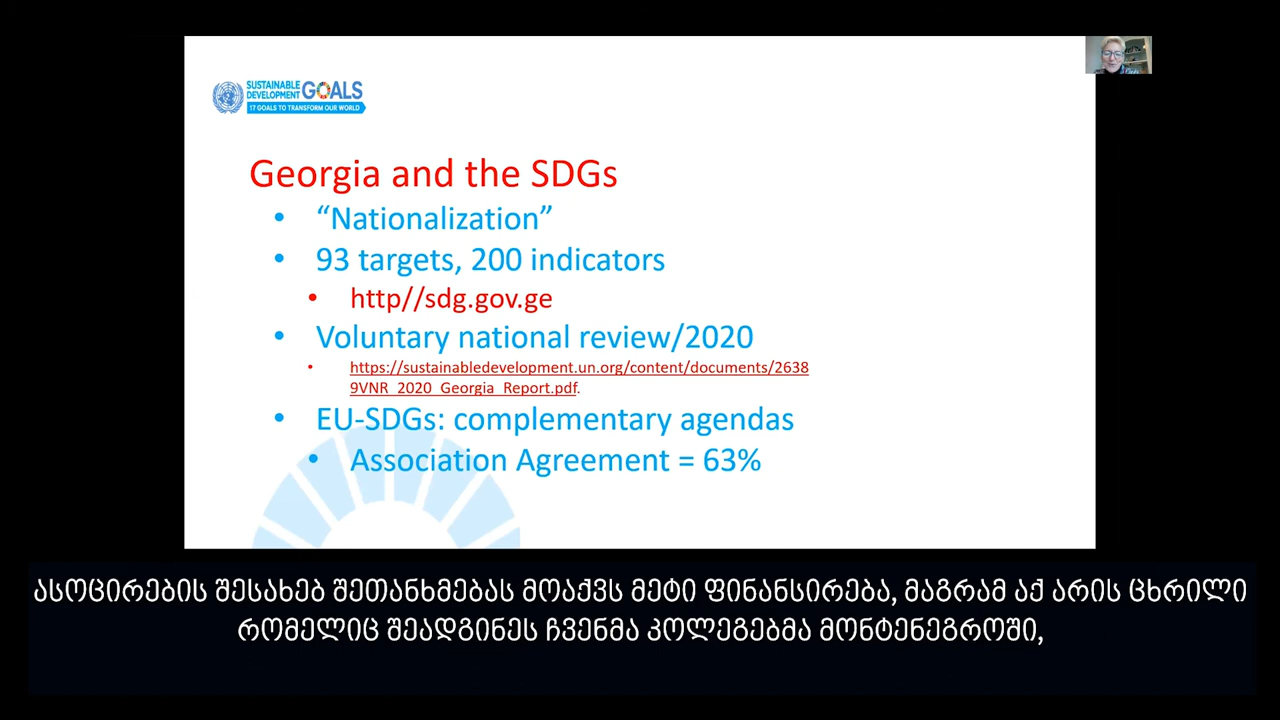 SUSTAINABLE
DEVELOPMENT GOALS
17 GOALS TO TRANSFORM OUR WORLD
Georgia and the SDGs
• “Nationalization”
• 93 targets, 200 indicators
• http//sdg.gov.ge
• Voluntary national review/2020
• https://sustainabledevelopment.un.org/content/documents/2638
9VNR_2020_Georgia_Report.pdf.
• EU-SDGs: complementary agendas
• Association Agreement = 63%
ასოცირების შესახებ შეთანხმებას მოაქვს მეტი ფინანსირება, მაგრამ აქ არის ცხრილი
რომელიც შეადგინეს ჩვენმა კოლეგებმა მონტენეგროში,